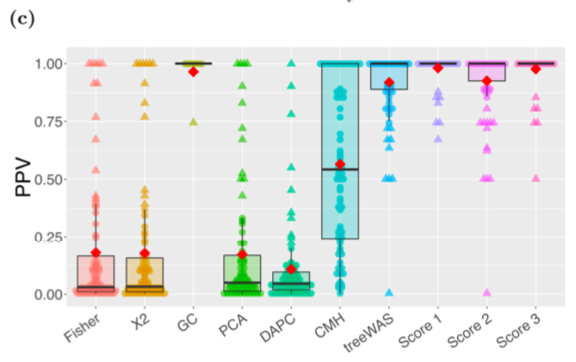 (c)
PPV
1.00
0.75
0.50
0.25
0.00
Fisher
X2
GC
PCA
DAPC
CMH
treeWAS
Score 1
Score 2
Score 3